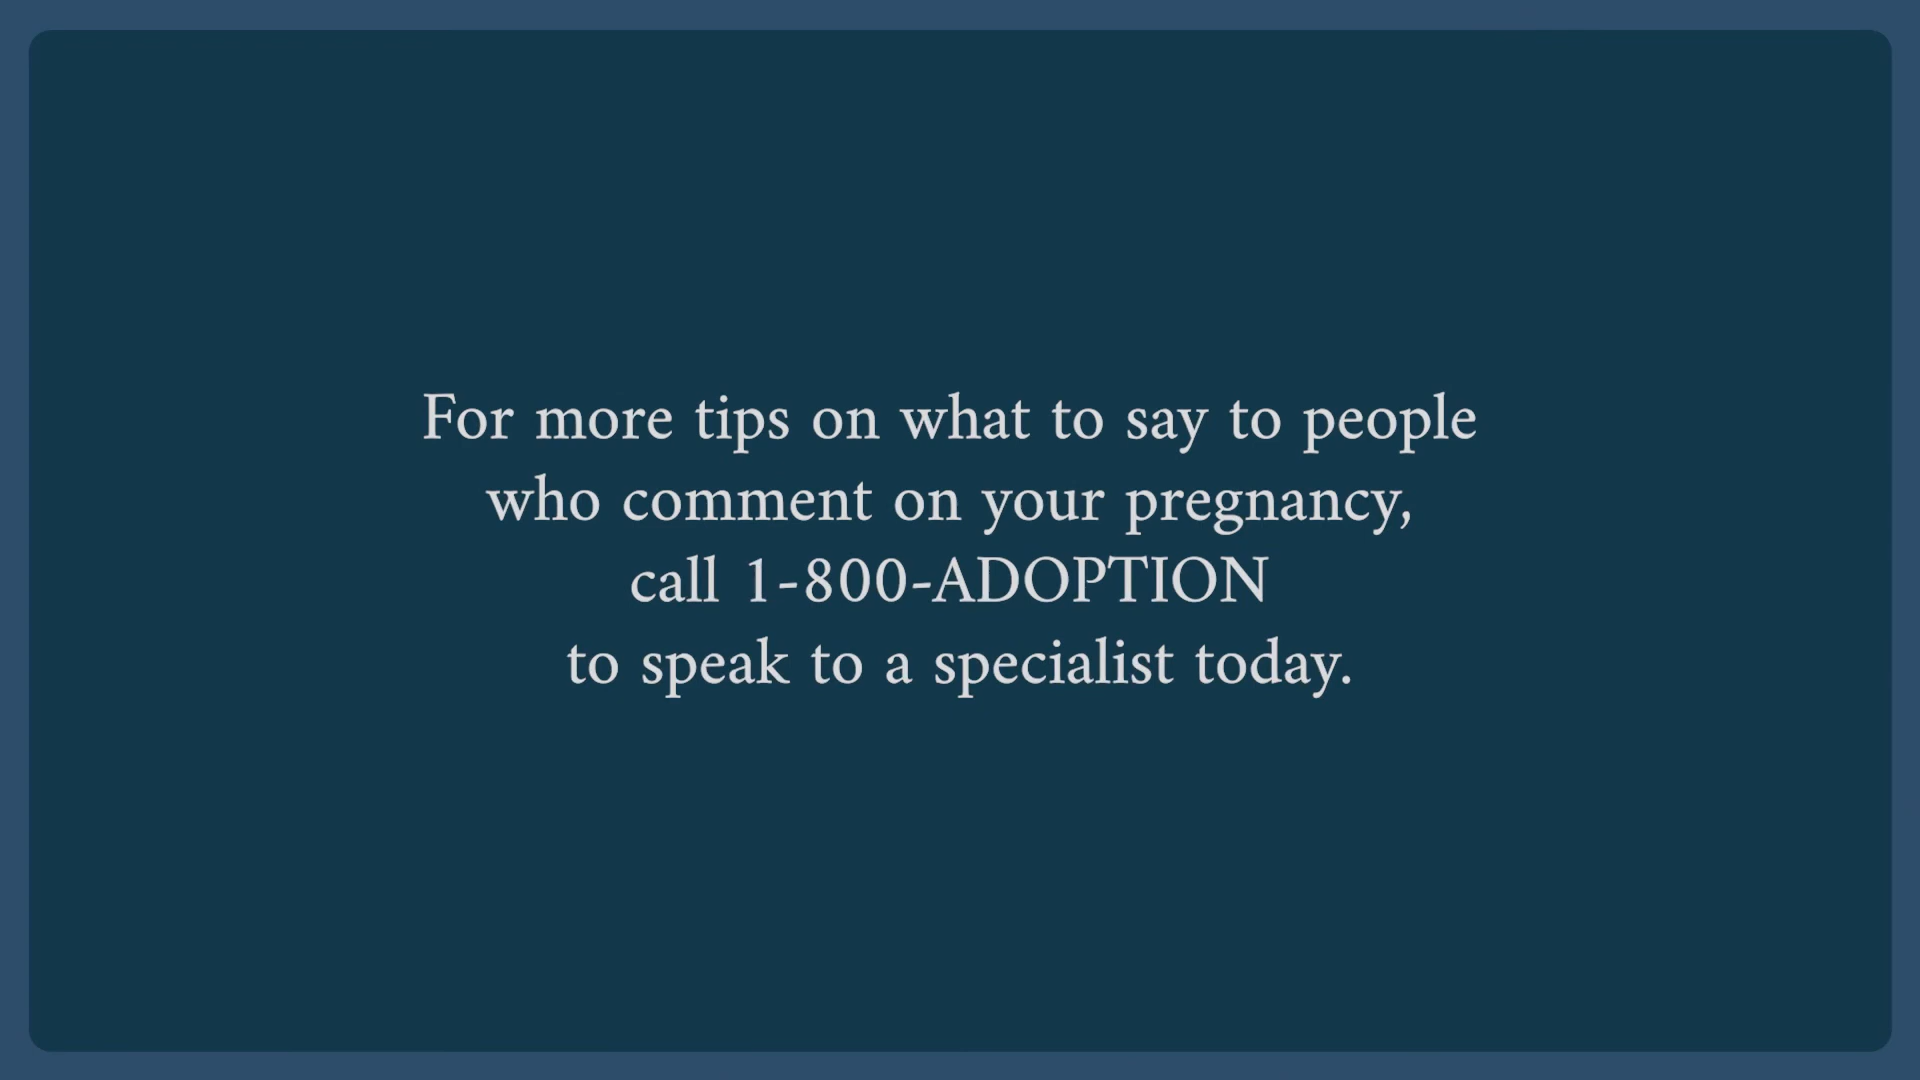 For more tips on what to say to people
who comment on your pregnancy,
call 1-800-ADOPTION
to speak to a specialist today.